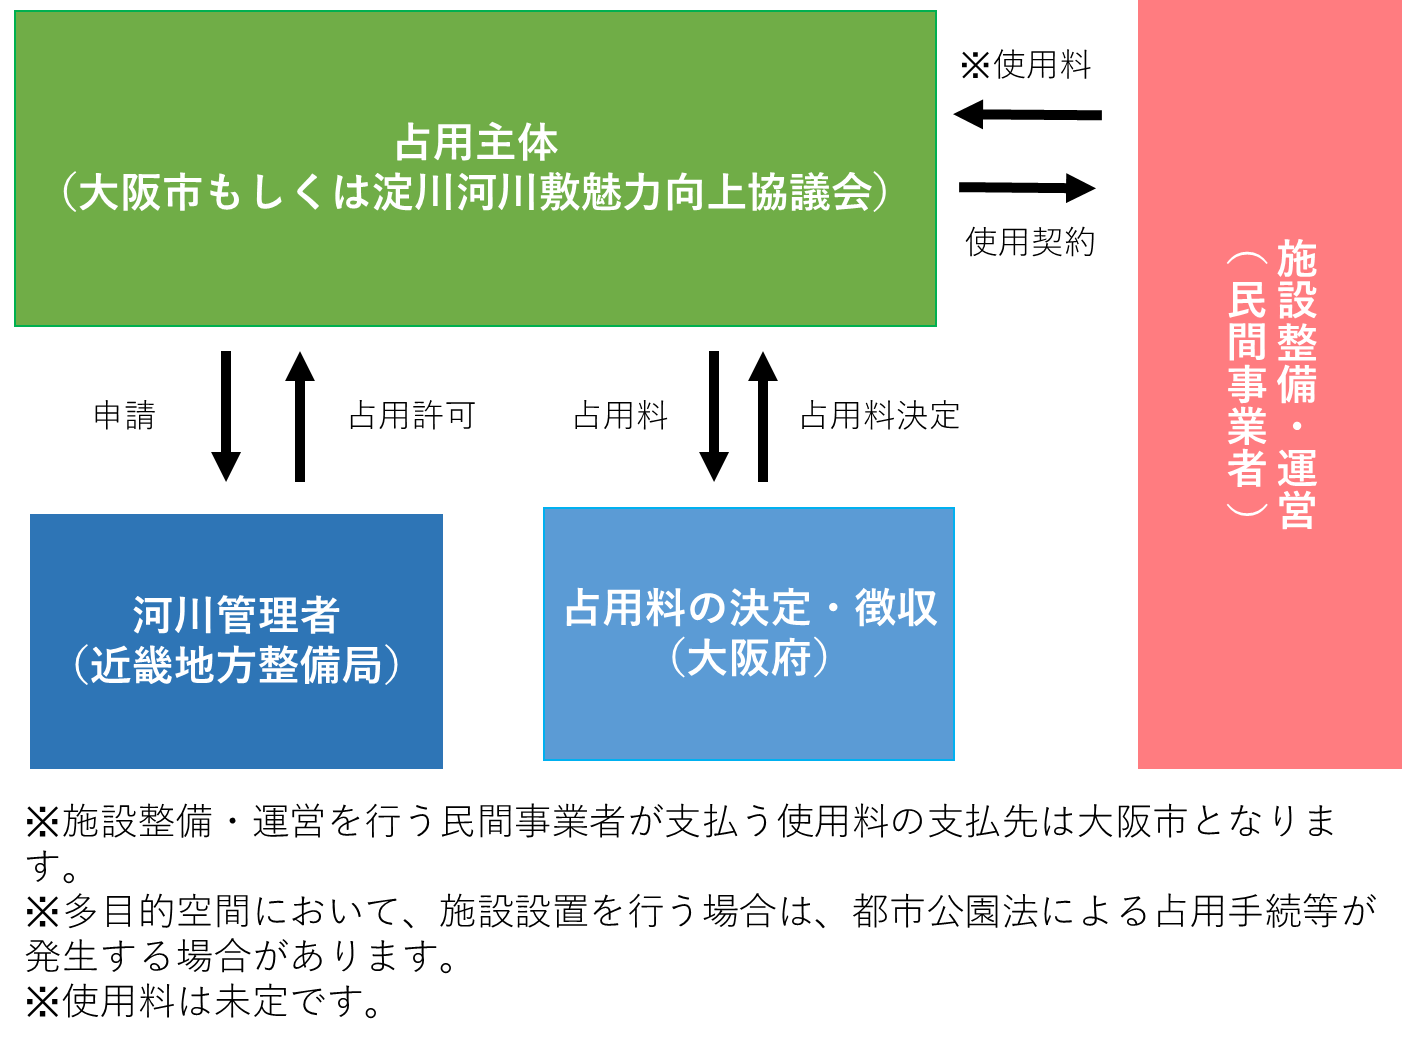 占用主体
（大阪市もしくは淀川河川敷魅力向上協議会）
※使用料
使用契約
施設整備・運営
（民間事業者）
申請
占用許可
占用料
占用料決定
河川管理者
（近畿地方整備局）
占用料の決定・徴収
（大阪府）
※施設整備・運営を行う民間事業者が支払う使用料の支払先は大阪市となりま
す。
※多目的空間において、施設設置を行う場合は、都市公園法による占用手続等が
発生する場合があります。
※使用料は未定です。